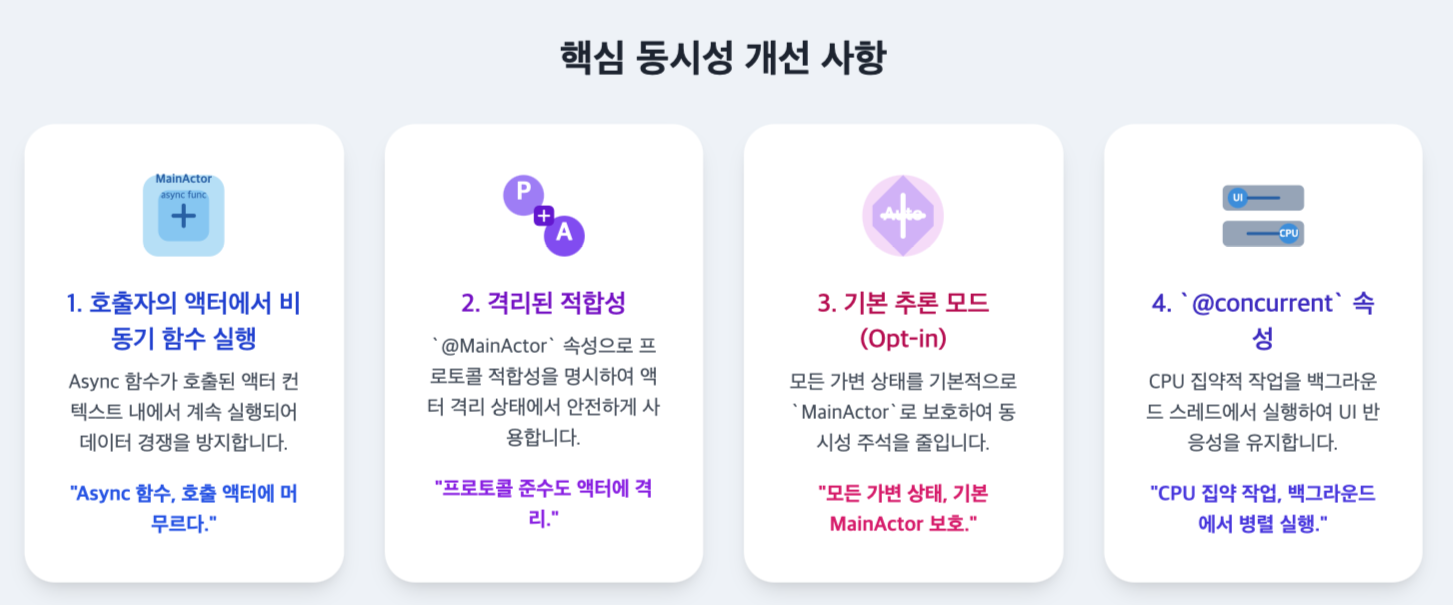 핵심 동시성 개선 사항
MainActor
async func
1. 호출자의 액터에서 비
동기 함수 실행
Async 함수가 호출된 액터 컨
텍스트 내에서 계속 실행되어
데이터 경쟁을 방지합니다.
"Async 함수, 호출 액터에 머
무르다."
P
A
2. 격리된 적합성
`@MainActor` 속성으로 프
로토콜 적합성을 명시하여 액
터 격리 상태에서 안전하게 사
용합니다.
"프로토콜 준수도 액터에 격
리."
Auto
3. 기본 추론 모드
(Opt-in)
모든 가변 상태를 기본적으로
`MainActor`로 보호하여 동
시성 주석을 줄입니다.
"모든 가변 상태, 기본
MainActor 보호."
UI
CPU
4. `@concurrent` 속
성
CPU 집약적 작업을 백그라운
드 스레드에서 실행하여 UI 반
응성을 유지합니다.
"CPU 집약 작업, 백그라운드
에서 병렬 실행."